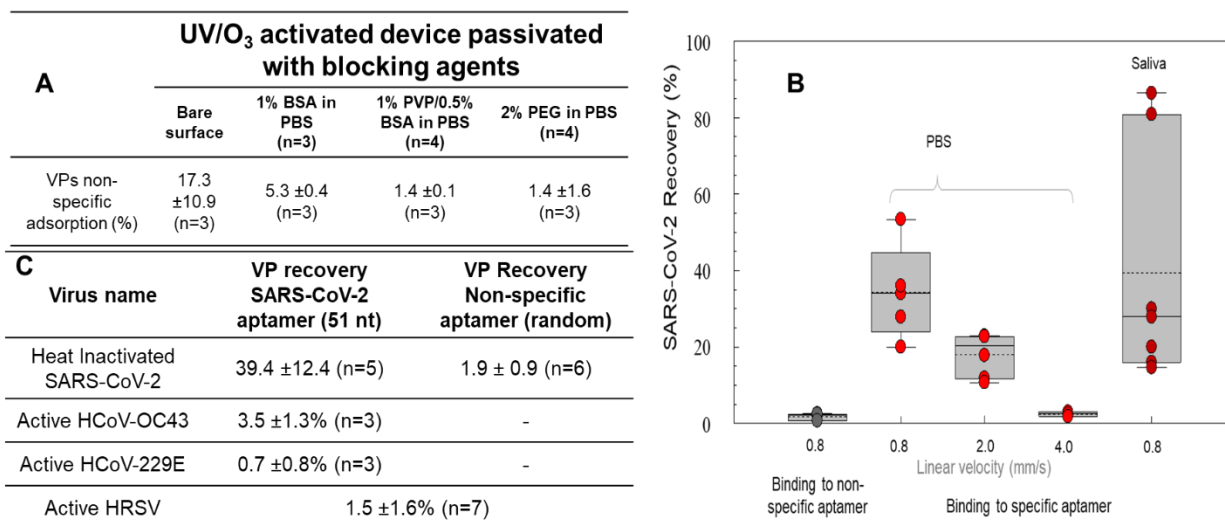 A
UV/O3 activated device passivated
with blocking agents
Bare
surface
1% BSA in
PBS
(n=3)
1% PVP/0.5%
BSA in PBS
(n=4)
2% PEG in PBS
(n=4)
VPs non-
specific
adsorption (%)
17.3
±10.9
(n=3)
5.3 ±0.4
(n=3)
1.4 ±0.1
(n=3)
1.4 ±1.6
(n=3)
C
Virus name
VP recovery
SARS-CoV-2
aptamer (51 nt)
VP Recovery
Non-specific
aptamer (random)
Heat Inactivated
SARS-CoV-2
39.4 ±12.4 (n=5)
1.9 ± 0.9 (n=6)
Active HCoV-OC43
3.5 ±1.3% (n=3)
-
Active HCoV-229E
0.7 ±0.8% (n=3)
-
Active HRSV
1.5 ±1.6% (n=7)
B
SARS-CoV-2 Recovery (%)
100
80
60
40
20
0
PBS
Saliva
0.8
0.8
2.0
4.0
0.8
Linear velocity (mm/s)
Binding to non-
specific aptamer
Binding to specific aptamer